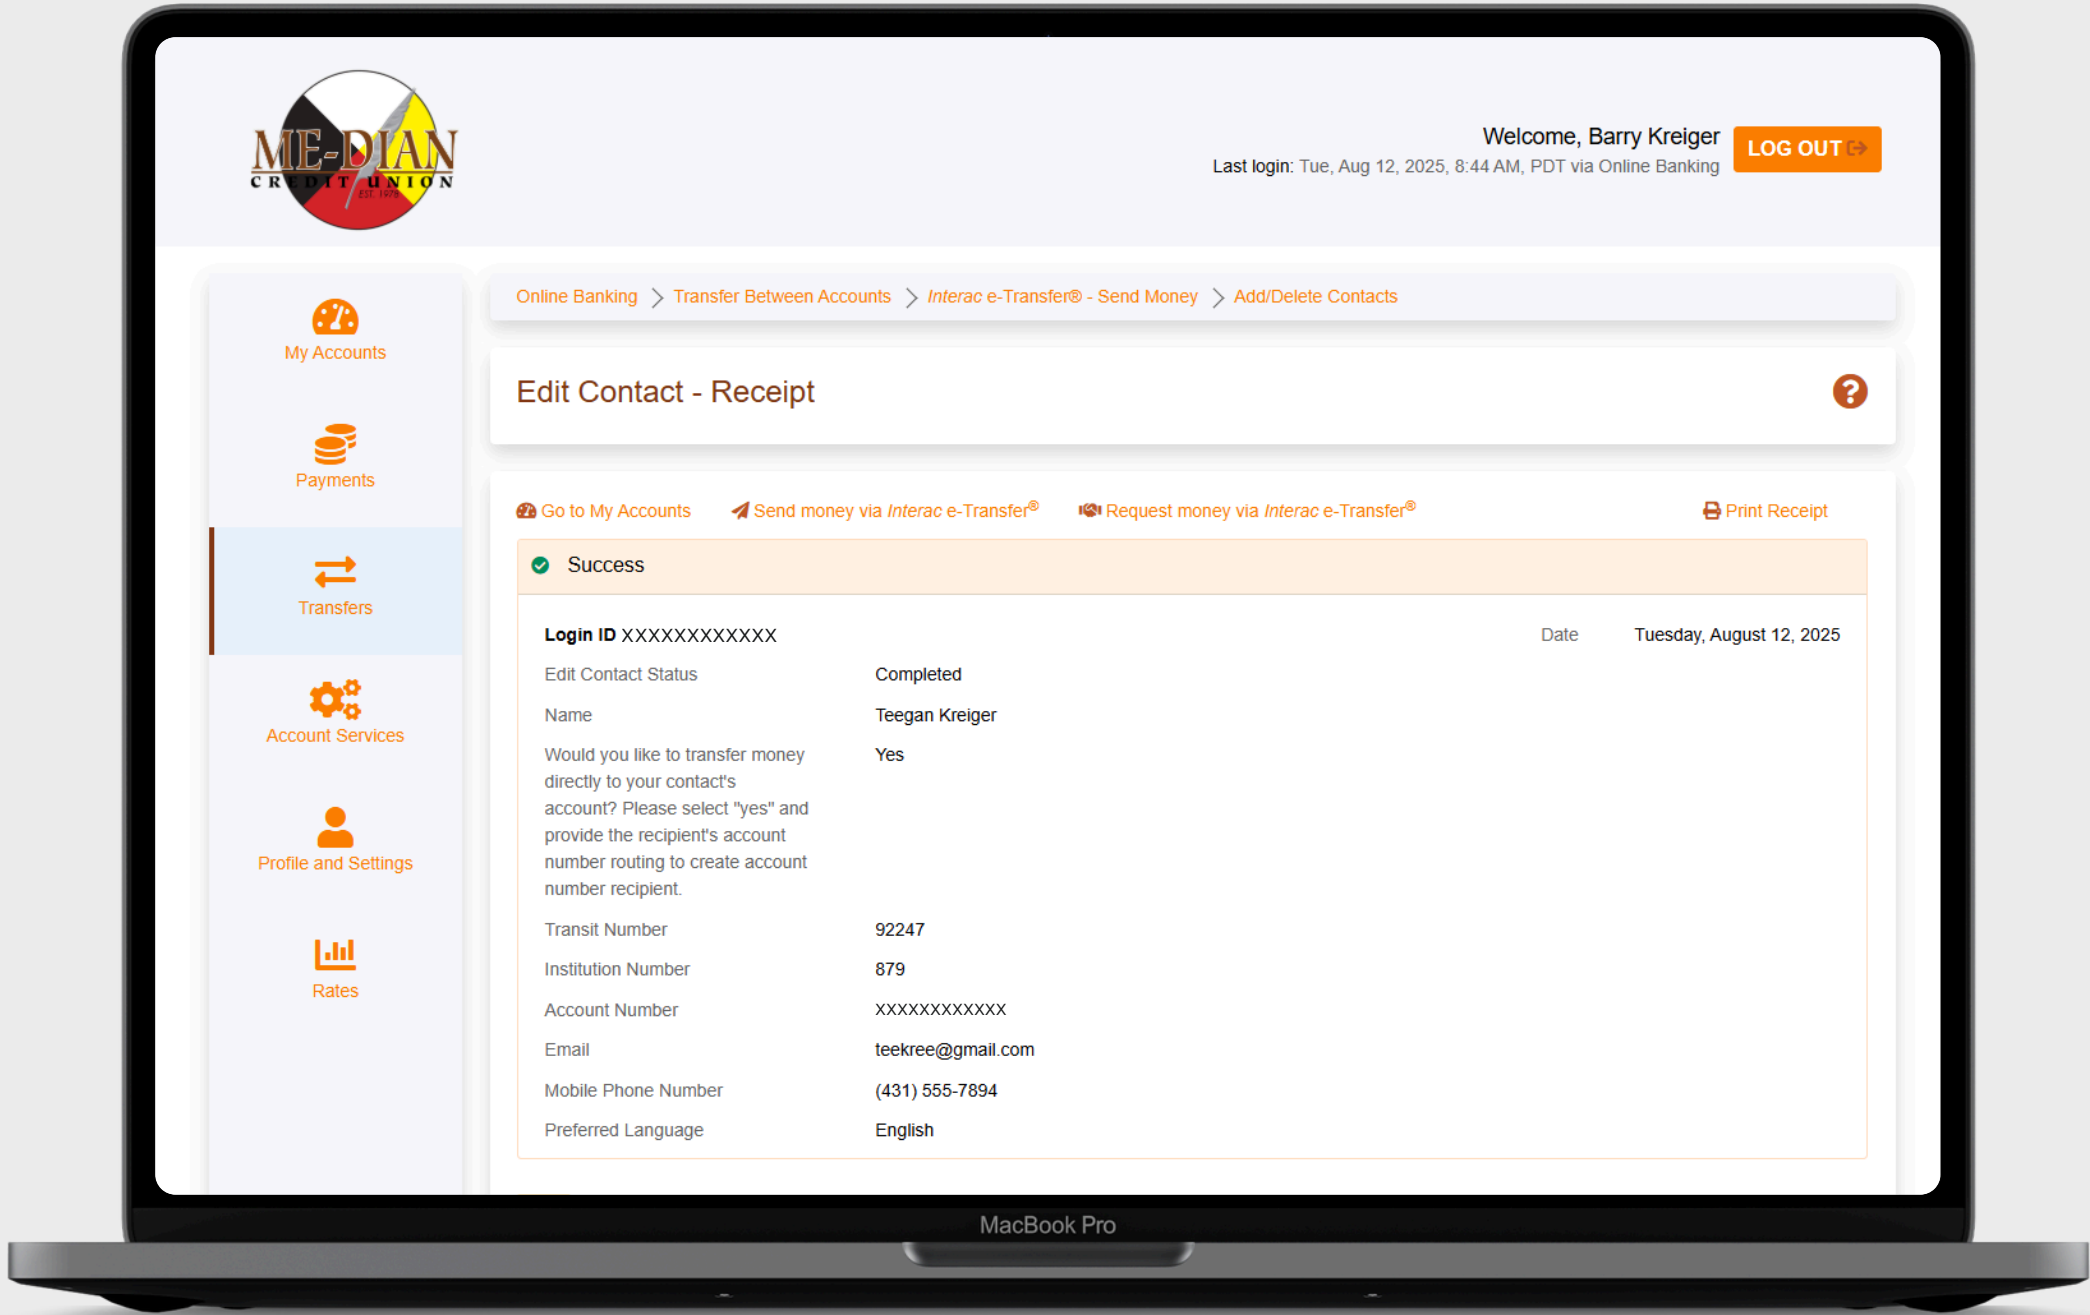 ME-DIAN
CREDIT UNION
EST. 1978
Welcome, Barry Kreiger
Last login: Tue, Aug 12, 2025, 8:44 AM, PDT via Online Banking
LOG OUT
My Accounts
Payments
Transfers
Account Services
Profile and Settings
Rates
Online Banking > Transfer Between Accounts > Interac e-Transfer® - Send Money > Add/Delete Contacts
Edit Contact - Receipt
?
Go to My Accounts
Send money via Interac e-Transfer®
Request money via Interac e-Transfer®
Print Receipt
Success
Login ID XXXXXXXXXXXX
Date Tuesday, August 12, 2025
Edit Contact Status Completed
Name Teegan Kreiger
Would you like to transfer money Yes
directly to your contact's
account? Please select "yes" and
provide the recipient's account
number routing to create account
number recipient.
Transit Number 92247
Institution Number 879
Account Number XXXXXXXXXXXX
Email teekree@gmail.com
Mobile Phone Number (431) 555-7894
Preferred Language English
MacBook Pro